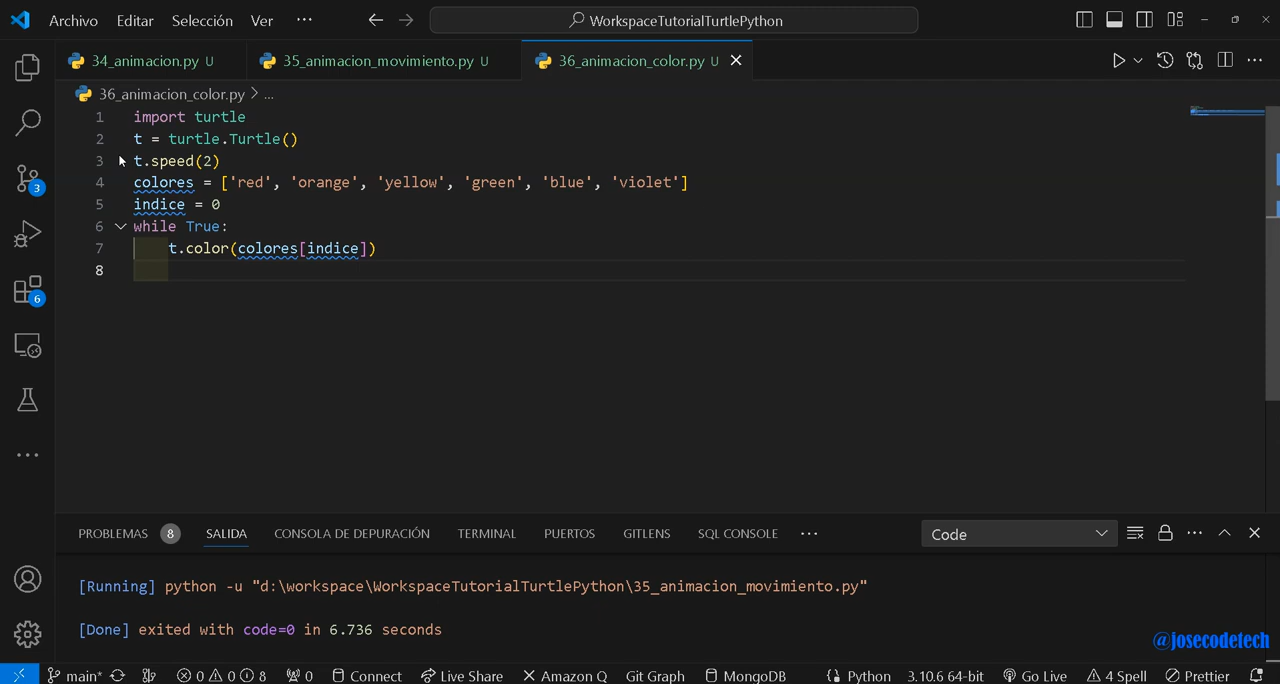 Archivo Editar Selección Ver ··· WorkspaceTutorialTurtlePython
34_animacion.py U 35_animacion_movimiento.py U 36_animacion_color.py U
36_animacion_color.py > ...
1 import turtle
2 t = turtle.Turtle()
3 t.speed(2)
4 colores = ['red', 'orange', 'yellow', 'green', 'blue', 'violet']
5 indice = 0
6 while True:
7 t.color(colores[indice])
8
3
6
PROBLEMAS 8 SALIDA CONSOLA DE DEPURACIÓN TERMINAL PUERTOS GITLENS SQL CONSOLE ··· Code
[Running] python -u "d:\workspace\WorkspaceTutorialTurtlePython\35_animacion_movimiento.py"
[Done] exited with code=0 in 6.736 seconds
@josecodetech
main* 0 0 8 0 Connect Live Share Amazon Q Git Graph MongoDB Python 3.10.6 64-bit Go Live 4 Spell Prettier